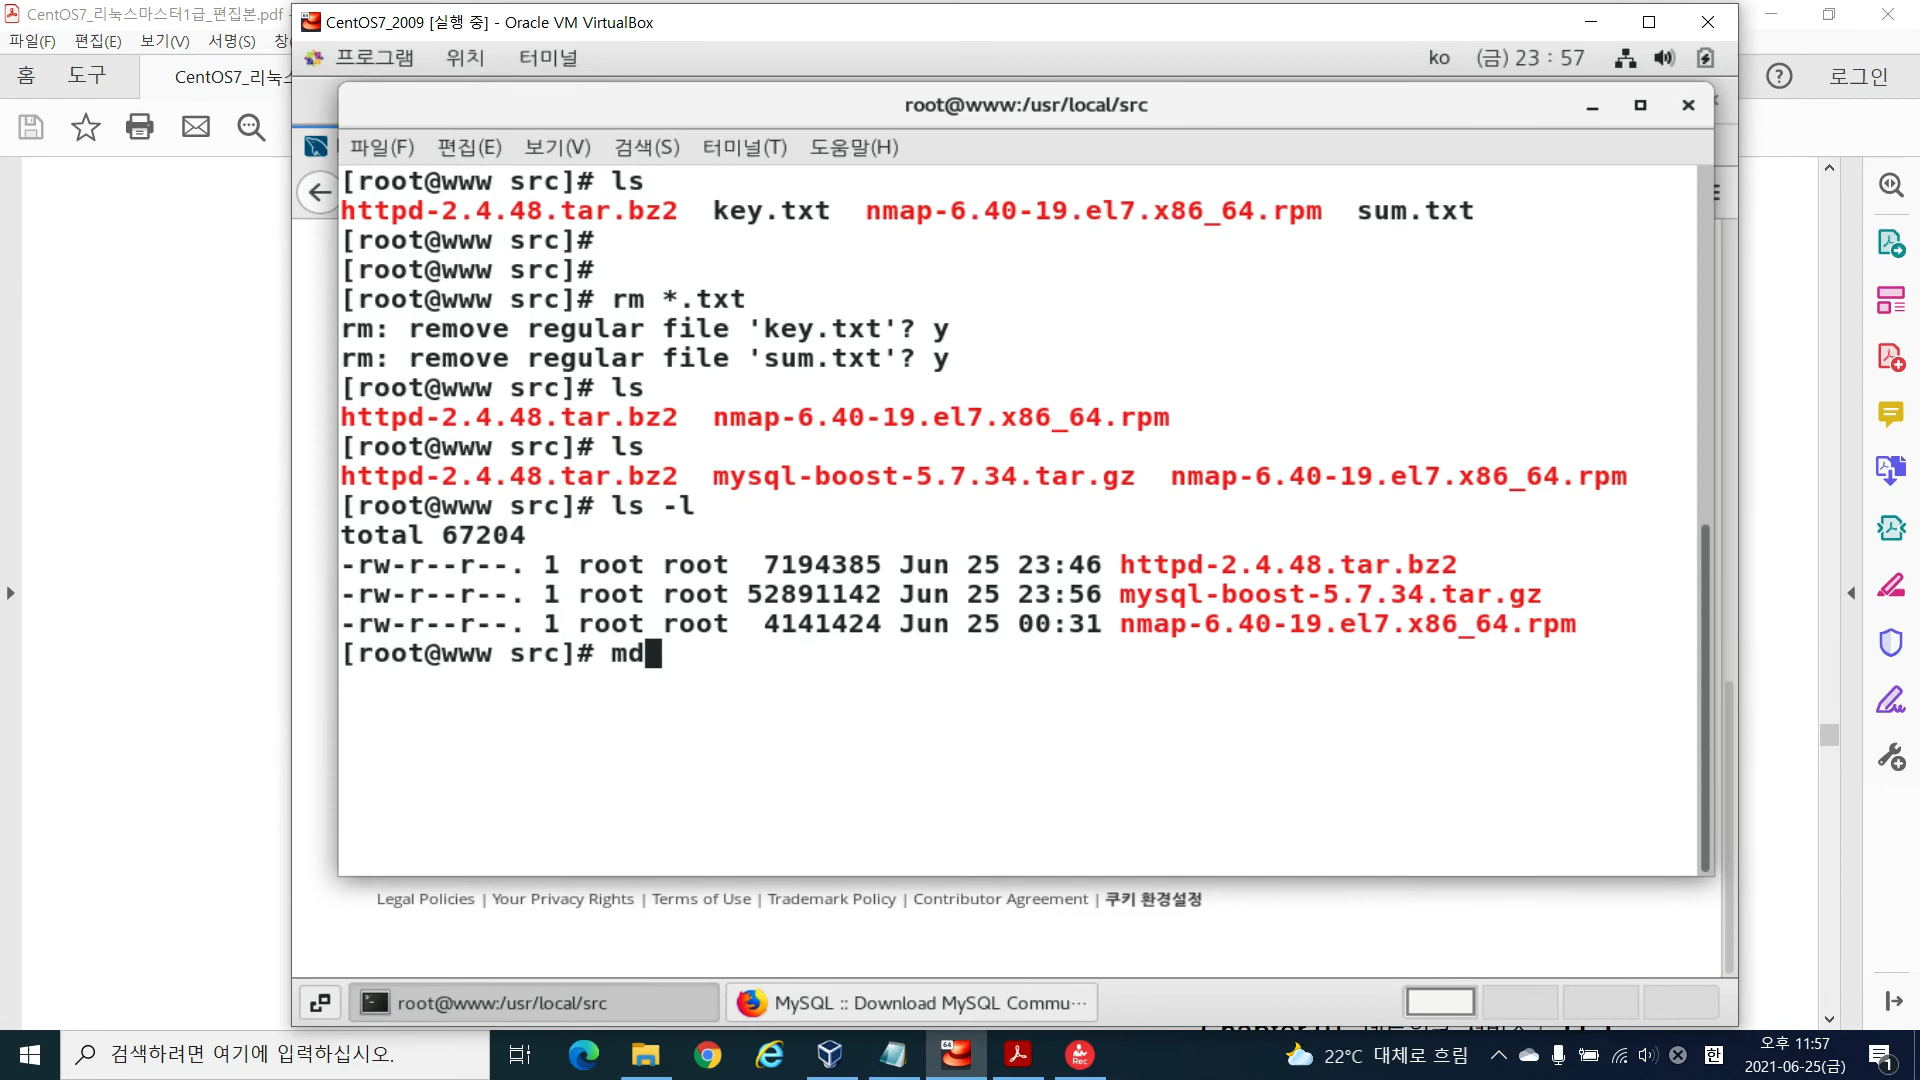 CentOS7_리눅스마스터1급_편집본.pdf
파일(F) 편집(E) 보기(V) 서명(S)
홈 도구 CentOS7_리눅스
로그인
CentOS7_2009 [실행 중] - Oracle VM VirtualBox
프로그램 위치 터미널 ko (금) 23 : 57
root@www:/usr/local/src
파일(F) 편집(E) 보기(V) 검색(S) 터미널(T) 도움말(H)
[root@www src]# ls
httpd-2.4.48.tar.bz2 key.txt nmap-6.40-19.el7.x86_64.rpm sum.txt
[root@www src]#
[root@www src]#
[root@www src]# rm *.txt
rm: remove regular file 'key.txt'? y
rm: remove regular file 'sum.txt'? y
[root@www src]# ls
httpd-2.4.48.tar.bz2 nmap-6.40-19.el7.x86_64.rpm
[root@www src]# ls
httpd-2.4.48.tar.bz2 mysql-boost-5.7.34.tar.gz nmap-6.40-19.el7.x86_64.rpm
[root@www src]# ls -l
total 67204
-rw-r--r--. 1 root root 7194385 Jun 25 23:46 httpd-2.4.48.tar.bz2
-rw-r--r--. 1 root root 52891142 Jun 25 23:56 mysql-boost-5.7.34.tar.gz
-rw-r--r--. 1 root root 4141424 Jun 25 00:31 nmap-6.40-19.el7.x86_64.rpm
[root@www src]# md
Legal Policies | Your Privacy Rights | Terms of Use | Trademark Policy | Contributor Agreement | 쿠키 환경설정
root@www:/usr/local/src MySQL :: Download MySQL Commu···
검색하려면 여기에 입력하십시오. 22°C 대체로 흐림 한 오후 11:57
2021-06-25(금) 1